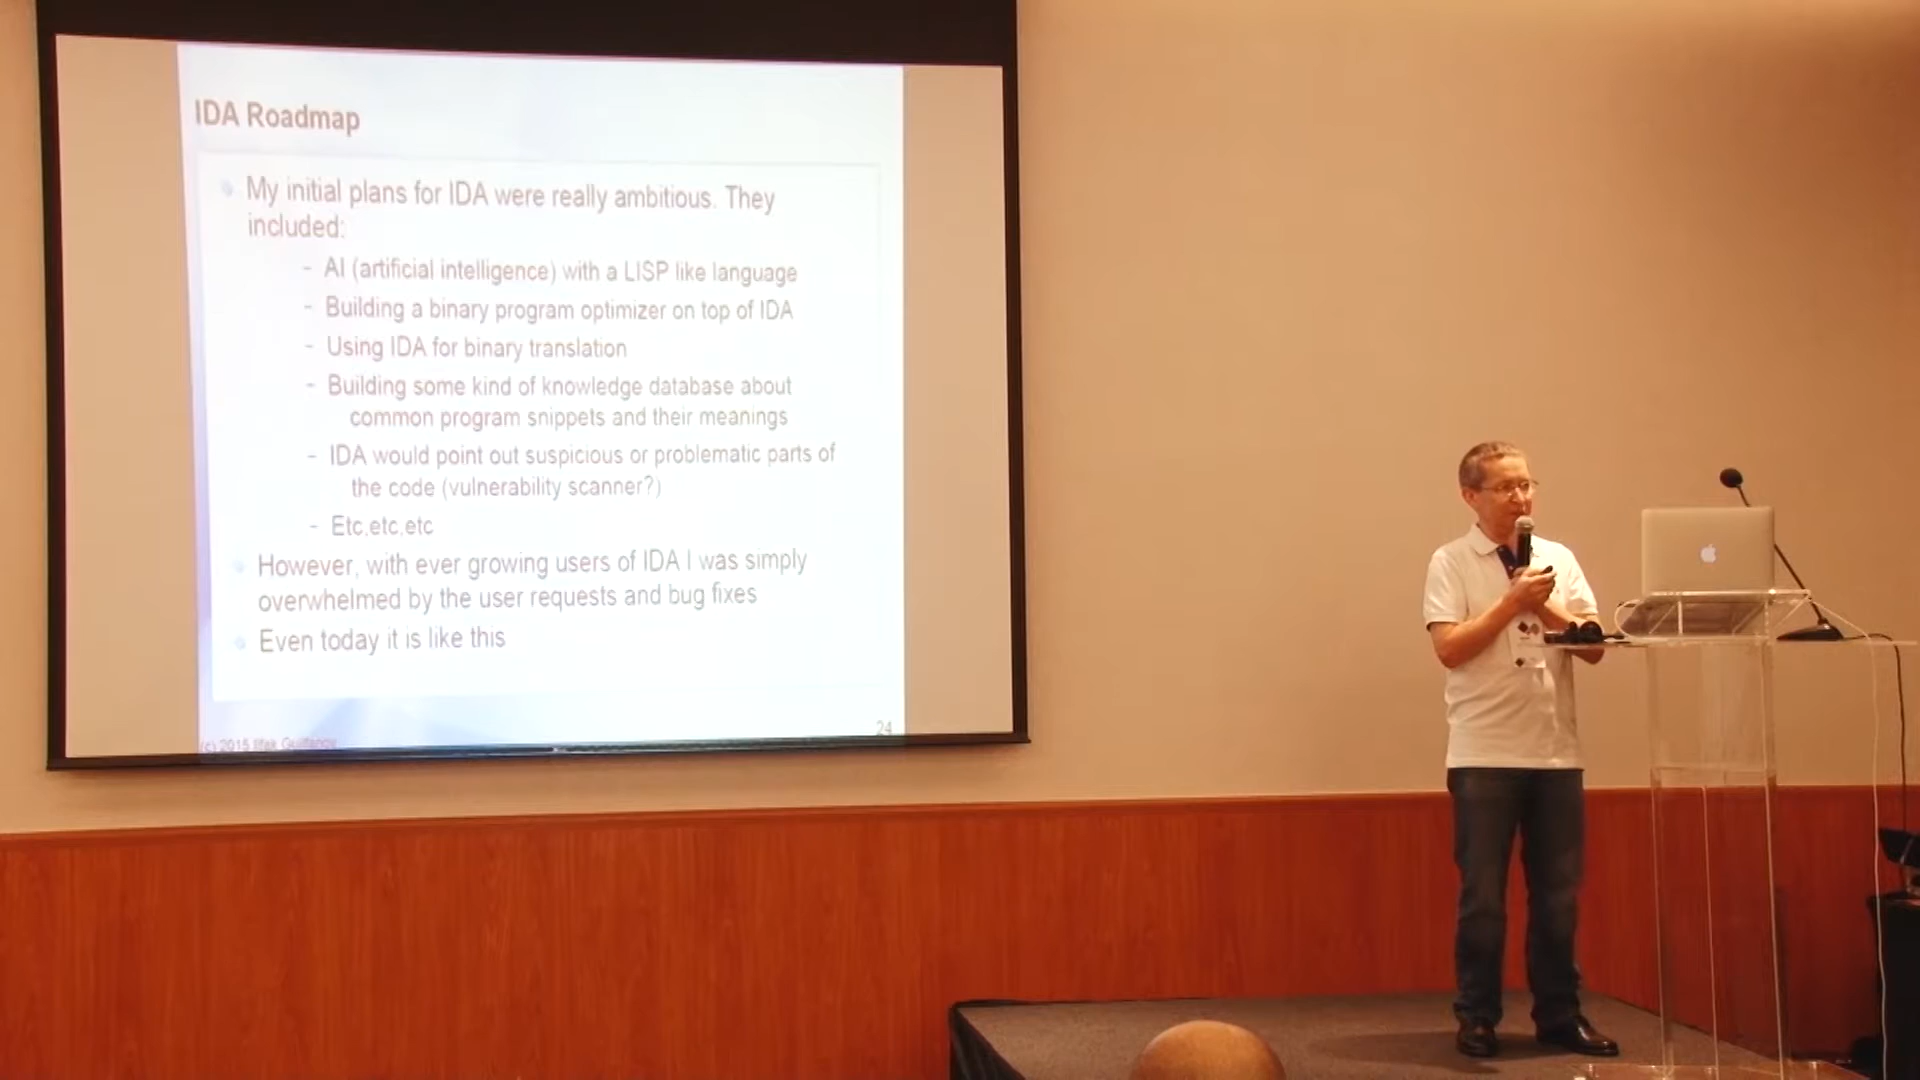 IDA Roadmap
My initial plans for IDA were really ambitious. They
included:
- AI (artificial intelligence) with a LISP like language
- Building a binary program optimizer on top of IDA
- Using IDA for binary translation
- Building some kind of knowledge database about
common program snippets and their meanings
- IDA would point out suspicious or problematic parts of
the code (vulnerability scanner?)
- Etc,etc,etc
However, with ever growing users of IDA I was simply
overwhelmed by the user requests and bug fixes
Even today it is like this
24
(c) 2015 Ilfak Guilfanov